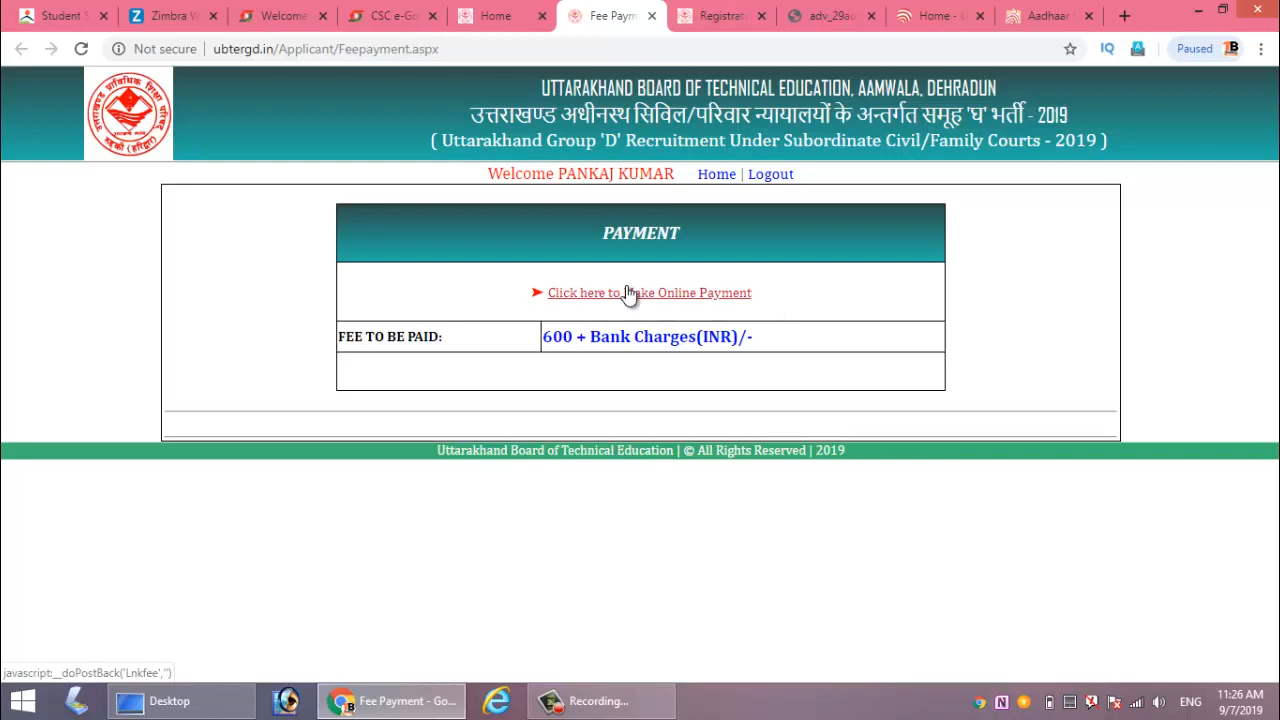 Student S
Zimbra W
Welcome
CSC e-Go
Home
Fee Paym
Registrat
adv_29au
Home - U
Aadhaar
Not secure
ubtergd.in/Applicant/Feepayment.aspx
Paused
UTTARAKHAND BOARD OF TECHNICAL EDUCATION, AAMWALA, DEHRADUN
उत्तराखण्ड अधीनस्थ सिविल/परिवार न्यायालयों के अन्तर्गत समूह 'घ' भर्ती - 2019
( Uttarakhand Group 'D' Recruitment Under Subordinate Civil/Family Courts - 2019 )
Welcome PANKAJ KUMAR Home | Logout
PAYMENT
Click here to Make Online Payment
FEE TO BE PAID: 600 + Bank Charges(INR)/-
Uttarakhand Board of Technical Education | © All Rights Reserved | 2019
javascript:__doPostBack('Lnkfee','')
Desktop
Fee Payment - Go...
Recording...
ENG
11:26 AM
9/7/2019